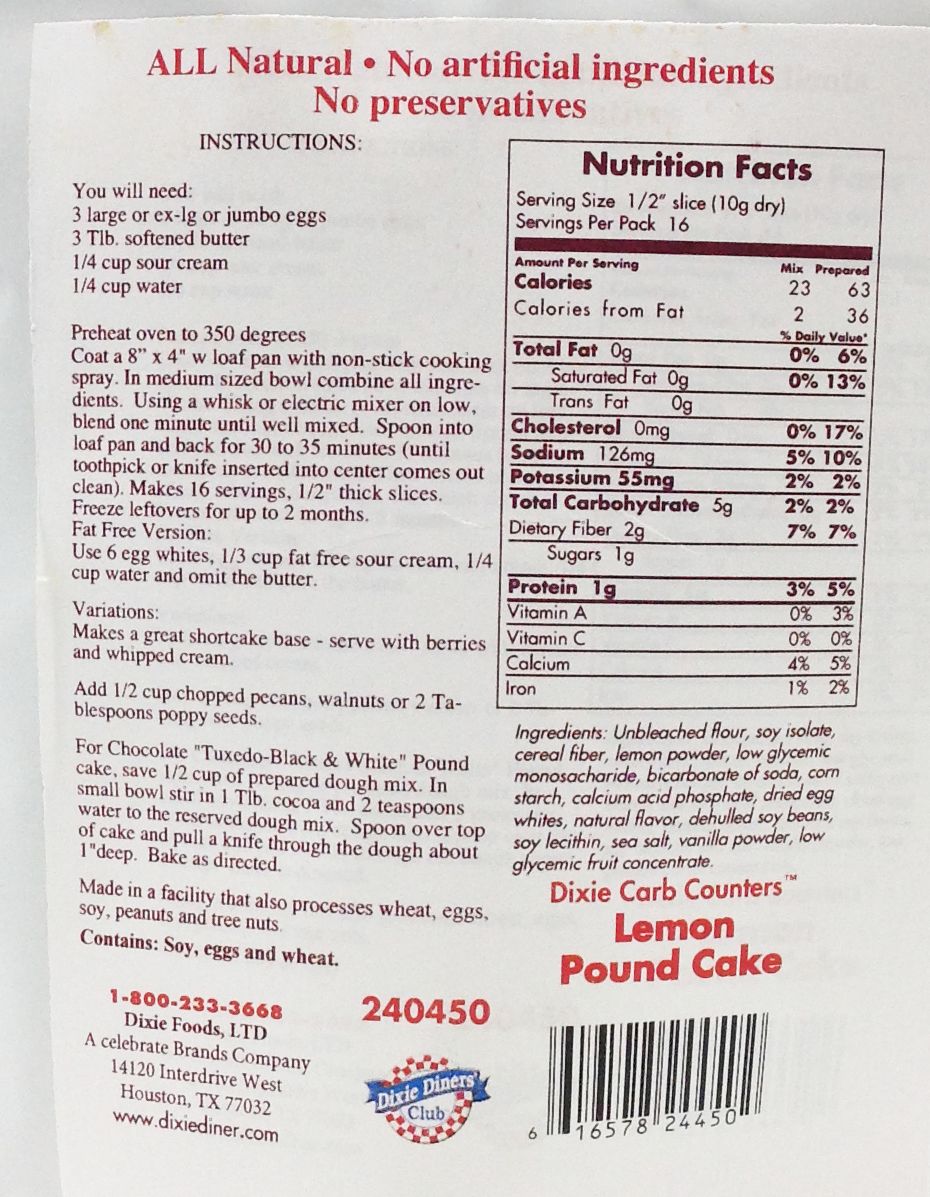 ALL Natural • No artificial ingredients
No preservatives
INSTRUCTIONS:
You will need:
3 large or ex-lg or jumbo eggs
3 Tlb. softened butter
1/4 cup sour cream
1/4 cup water
Preheat oven to 350 degrees
Coat a 8” x 4" w loaf pan with non-stick cooking
spray. In medium sized bowl combine all ingre-
dients. Using a whisk or electric mixer on low,
blend one minute until well mixed. Spoon into
loaf pan and back for 30 to 35 minutes (until
toothpick or knife inserted into center comes out
clean). Makes 16 servings, 1/2" thick slices.
Freeze leftovers for up to 2 months.
Fat Free Version:
Use 6 egg whites, 1/3 cup fat free sour cream, 1/4
cup water and omit the butter.
Variations:
Makes a great shortcake base - serve with berries
and whipped cream.
Add 1/2 cup chopped pecans, walnuts or 2 Ta-
blespoons poppy seeds.
For Chocolate "Tuxedo-Black & White" Pound
cake, save 1/2 cup of prepared dough mix. In
small bowl stir in 1 Tlb. cocoa and 2 teaspoons
water to the reserved dough mix. Spoon over top
of cake and pull a knife through the dough about
1"deep. Bake as directed.
Made in a facility that also processes wheat, eggs,
soy, peanuts and tree nuts.
Contains: Soy, eggs and wheat.
1-800-233-3668
Dixie Foods, LTD
A celebrate Brands Company
14120 Interdrive West
Houston, TX 77032
www.dixiediner.com
240450
Dixie Diners'
Club
Nutrition Facts
Serving Size 1/2” slice (10g dry)
Servings Per Pack 16
Amount Per Serving Mix Prepared
Calories 23 63
Calories from Fat 2 36
% Daily Value*
Total Fat 0g 0% 6%
Saturated Fat 0g 0% 13%
Trans Fat 0g
Cholesterol 0mg 0% 17%
Sodium 126mg 5% 10%
Potassium 55mg 2% 2%
Total Carbohydrate 5g 2% 2%
Dietary Fiber 2g 7% 7%
Sugars 1g
Protein 1g 3% 5%
Vitamin A 0% 3%
Vitamin C 0% 0%
Calcium 4% 5%
Iron 1% 2%
Ingredients: Unbleached flour, soy isolate,
cereal fiber, lemon powder, low glycemic
monosacharide, bicarbonate of soda, corn
starch, calcium acid phosphate, dried egg
whites, natural flavor, dehulled soy beans,
soy lecithin, sea salt, vanilla powder, low
glycemic fruit concentrate.
Dixie Carb Counters™
Lemon
Pound Cake
6 16578 24450